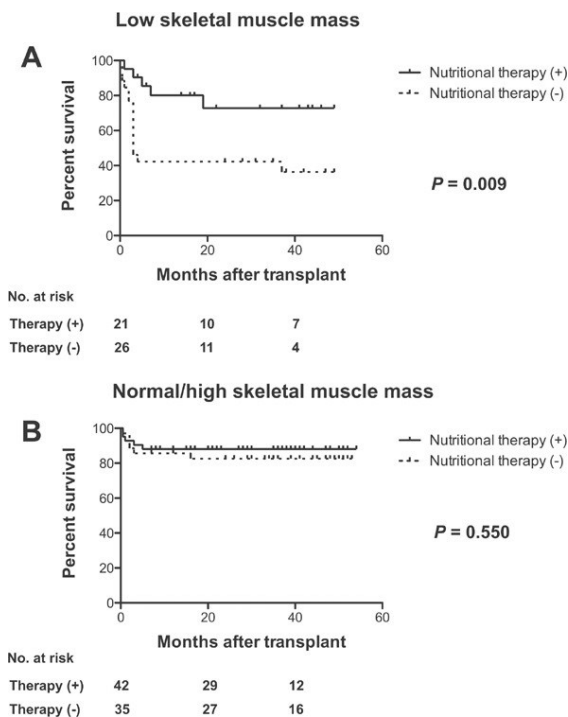 Low skeletal muscle mass
A
Percent survival
100
80
60
40
20
0
0 20 40 60
Months after transplant
Nutritional therapy (+)
Nutritional therapy (-)
P = 0.009
No. at risk
Therapy (+) 21 10 7
Therapy (-) 26 11 4
Normal/high skeletal muscle mass
B
Percent survival
100
80
60
40
20
0
0 20 40 60
Months after transplant
Nutritional therapy (+)
Nutritional therapy (-)
P = 0.550
No. at risk
Therapy (+) 42 29 12
Therapy (-) 35 27 16